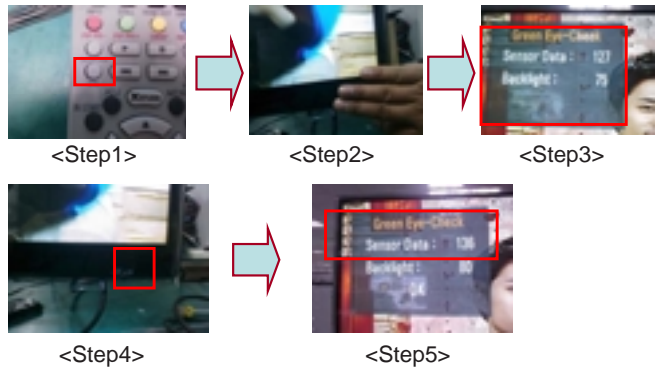 <Step1>
<Step2>
Green Eye-Check
Sensor Data : 127
Backlight : 75
<Step3>
<Step4>
Green Eye-Check
Sensor Data : 136
Backlight : 80
OK
<Step5>